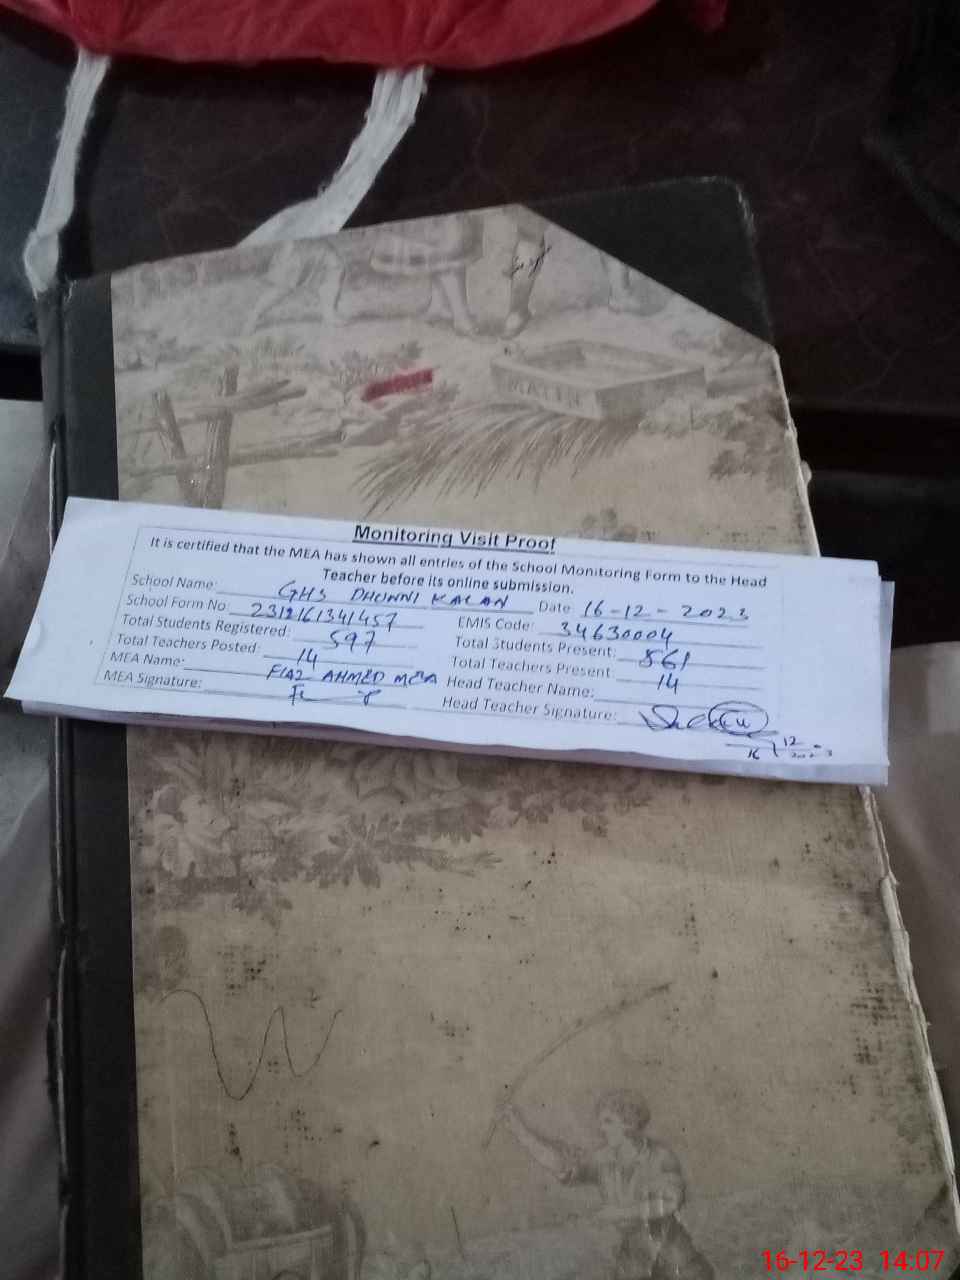 MALIN
Monitoring Visit Proof
It is certified that the MEA has shown all entries of the School Monitoring Form to the Head
Teacher before its online submission.
School Name: GHS DHUNNI KALAN Date 16-12-2023
School Form No: 2312161341457 EMIS Code: 34630004
Total Students Registered: 597 Total Students Present: 561
Total Teachers Posted: 14 Total Teachers Present: 14
MEA Name: FIAZ AHMED MEA Head Teacher Name:
MEA Signature: Head Teacher Signature:
16 12
2023
16-12-23 14:07